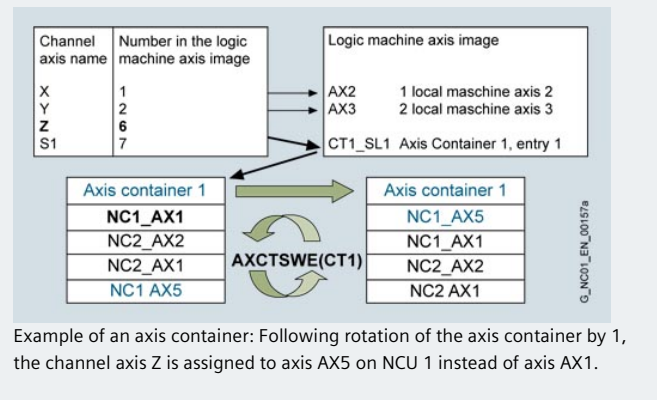 Channel axis name Number in the logic machine axis image
X 1
Y 2
Z 6
S1 7
Logic machine axis image
AX2 1 local maschine axis 2
AX3 2 local maschine axis 3
CT1_SL1 Axis Container 1, entry 1
Axis container 1
NC1_AX1
NC2_AX2
NC2_AX1
NC1 AX5
AXCTSWE(CT1)
Axis container 1
NC1_AX5
NC1_AX1
NC2_AX2
NC2 AX1
G_NC01_EN_00157a
Example of an axis container: Following rotation of the axis container by 1,
the channel axis Z is assigned to axis AX5 on NCU 1 instead of axis AX1.